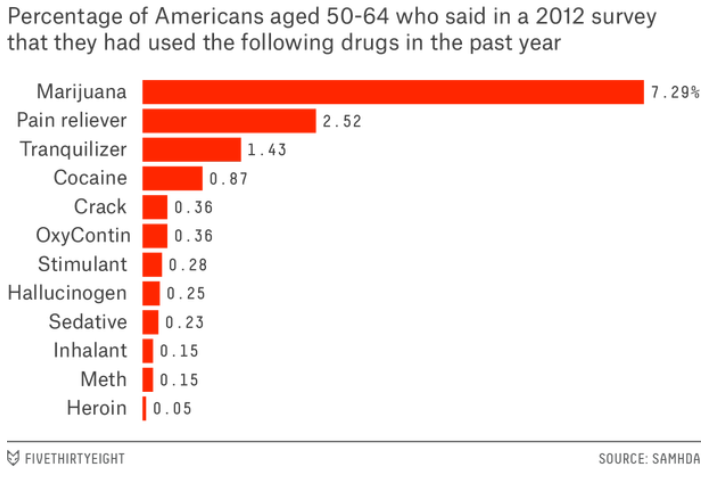 Percentage of Americans aged 50-64 who said in a 2012 survey
that they had used the following drugs in the past year
Marijuana 7.29%
Pain reliever 2.52
Tranquilizer 1.43
Cocaine 0.87
Crack 0.36
OxyContin 0.36
Stimulant 0.28
Hallucinogen 0.25
Sedative 0.23
Inhalant 0.15
Meth 0.15
Heroin 0.05
FIVETHIRTYEIGHT SOURCE: SAMHDA